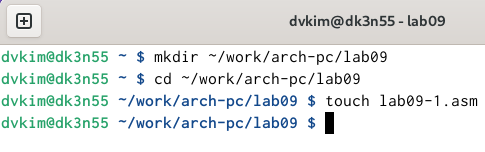 dvkim@dk3n55 - lab09
dvkim@dk3n55 ~ $ mkdir ~/work/arch-pc/lab09
dvkim@dk3n55 ~ $ cd ~/work/arch-pc/lab09
dvkim@dk3n55 ~/work/arch-pc/lab09 $ touch lab09-1.asm
dvkim@dk3n55 ~/work/arch-pc/lab09 $